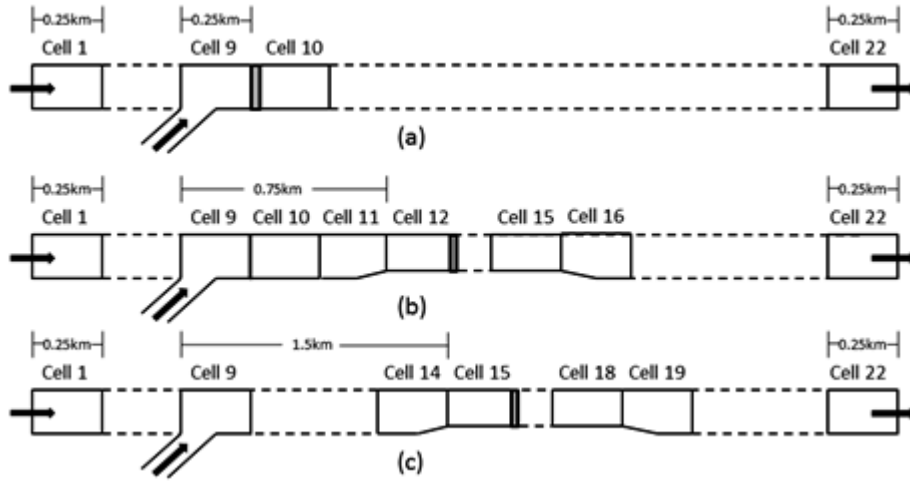 0.25km 0.25km 0.25km
Cell 1 Cell 9 Cell 10 Cell 22
(a)
0.25km 0.75km 0.25km
Cell 1 Cell 9 Cell 10 Cell 11 Cell 12 Cell 15 Cell 16 Cell 22
(b)
0.25km 1.5km 0.25km
Cell 1 Cell 9 Cell 14 Cell 15 Cell 18 Cell 19 Cell 22
(c)